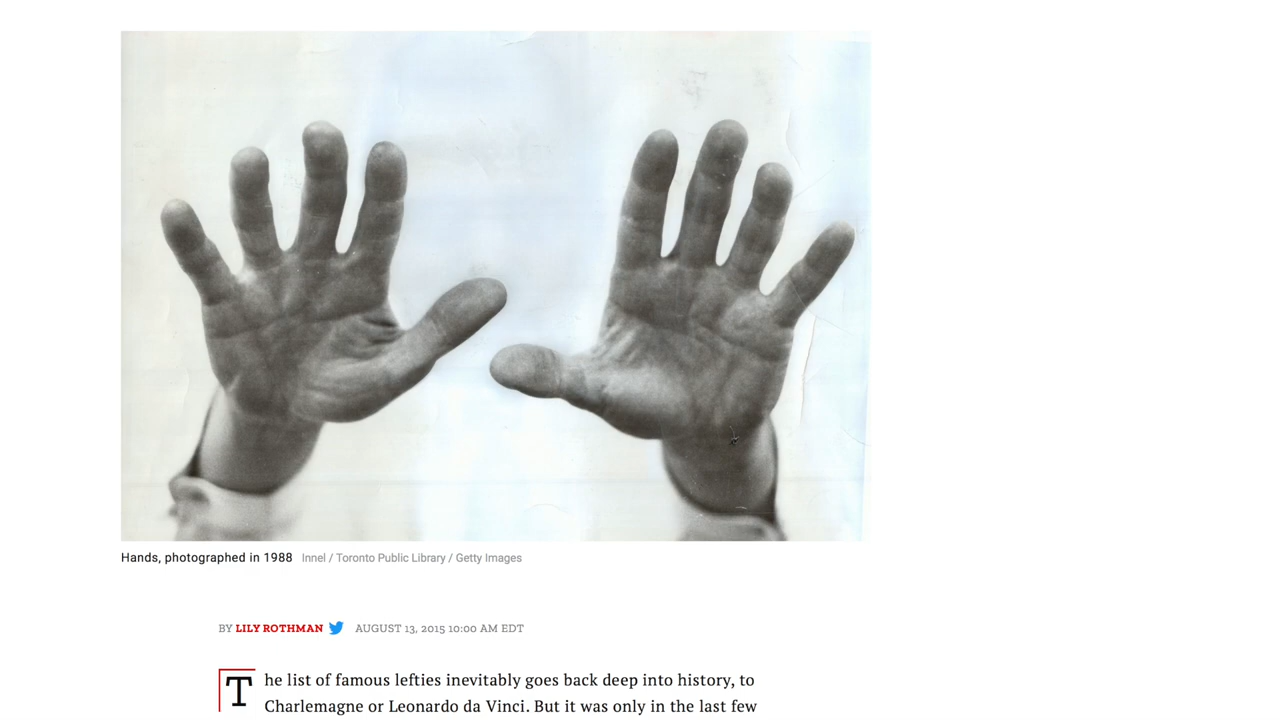 Hands, photographed in 1988 Innel / Toronto Public Library / Getty Images
BY LILY ROTHMAN AUGUST 13, 2015 10:00 AM EDT
The list of famous lefties inevitably goes back deep into history, to
Charlemagne or Leonardo da Vinci. But it was only in the last few